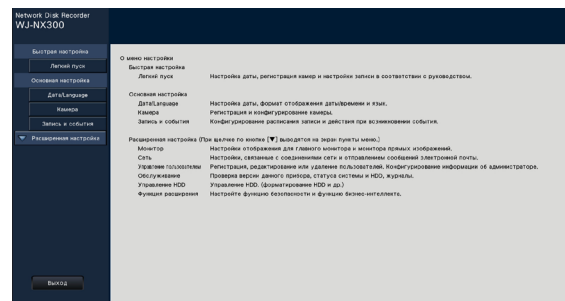 Network Disk Recorder
WJ-NX300
Быстрая настройка
Легкий пуск
Основная настройка
Дата/Language
Камера
Запись и события
Расширенная настройка
Выход
О меню настройки
Быстрая настройка
Легкий пуск Настройка даты, регистрация камер и настройки записи в соответствии с руководством.
Основная настройка
Дата/Language Настройка даты, формат отображения даты/времени и язык.
Камера Регистрация и конфигурирование камеры.
Запись и события Конфигурирование расписания записи и действия при возникновении события.
Расширенная настройка (При щелчке по кнопке [▼] выводятся на экран пункты меню.)
Монитор Настройки отображения для главного монитора и монитора прямых изображений.
Сеть Настройки, связанные с соединениями сети и отправлением сообщений электронной почты.
Управление пользователями Регистрация, редактирование или удаление пользователей. Конфигурирование информации об администраторе.
Обслуживание Проверка версии данного прибора, статуса системы и HDD, журналы.
Управление HDD Управление HDD. (форматирование HDD и др.)
Функция расширения Настройте функцию безопасности и функцию бизнес-интеллекта.